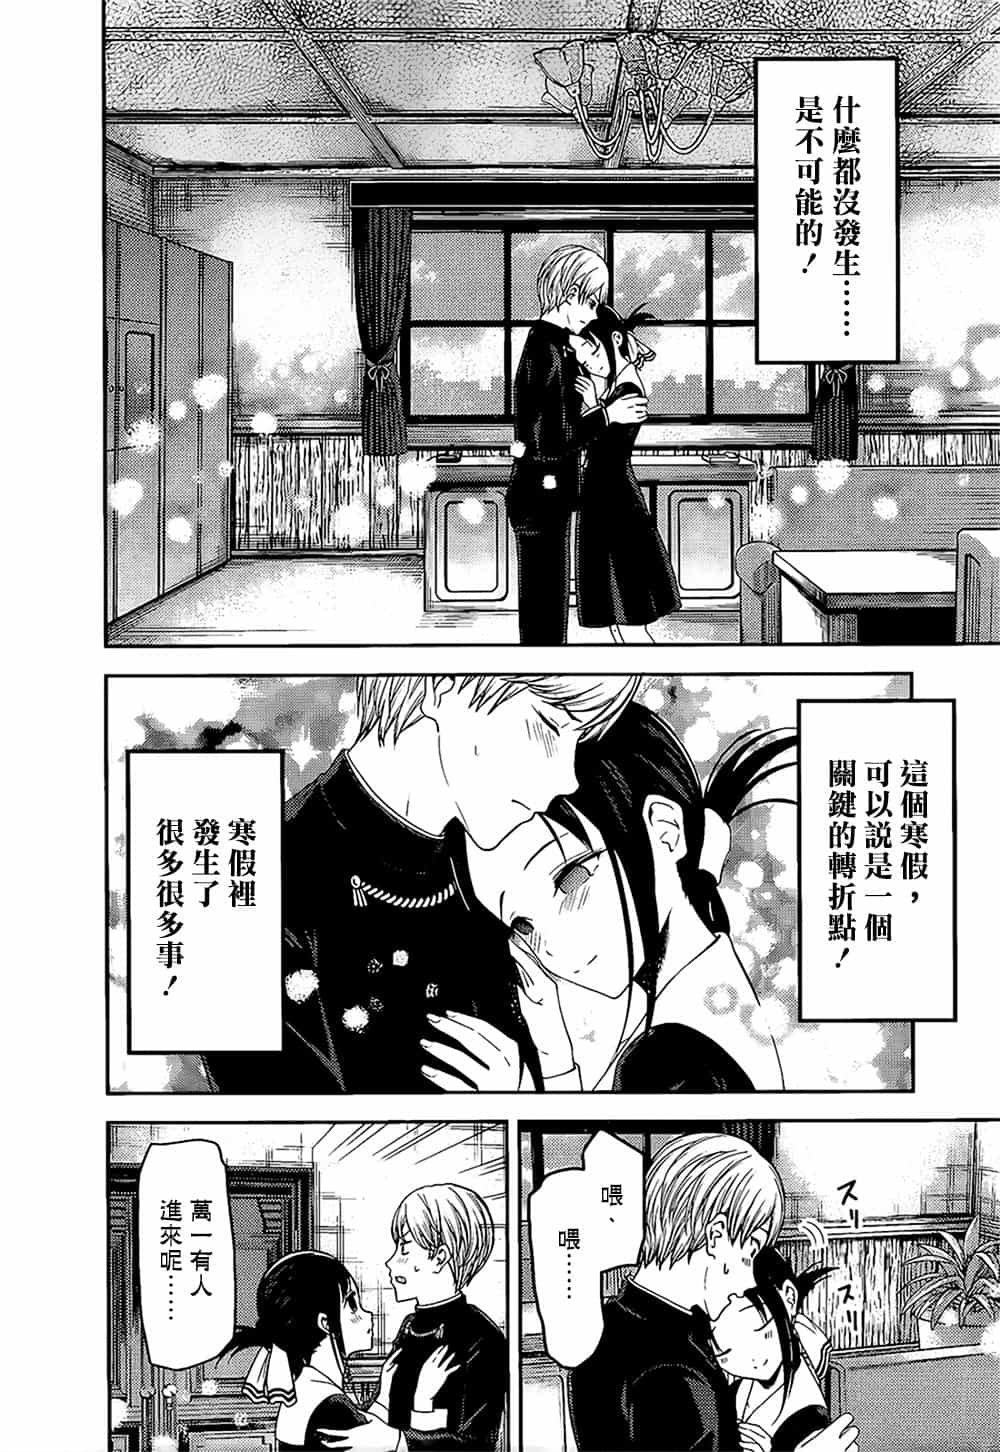 什麼都沒發生……
是不可能的！
這個寒假，
可以說是一個
關鍵的轉折點！
寒假裡
發生了
很多很多事！
喂、
喂……
スリ
スリ
萬一有人
進來呢……